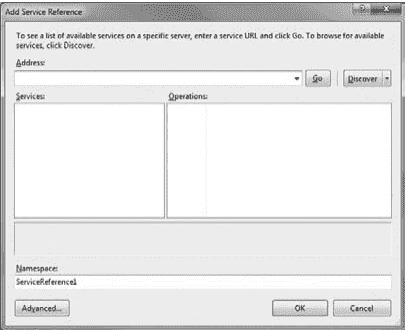 Add Service Reference
To see a list of available services on a specific server, enter a service URL and click Go. To browse for available
services, click Discover.
Address:
Go
Discover
Services:
Operations:
Namespace:
ServiceReference1
Advanced...
OK
Cancel